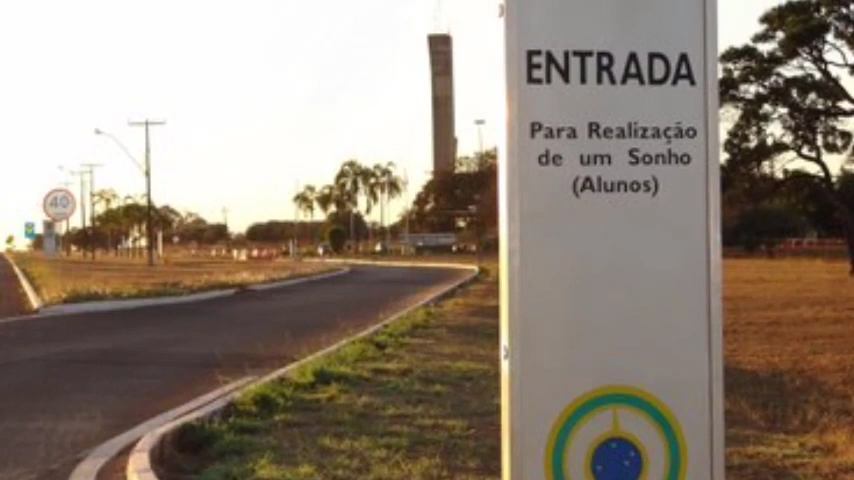 ENTRADA
Para Realização
de um Sonho
(Alunos)
40